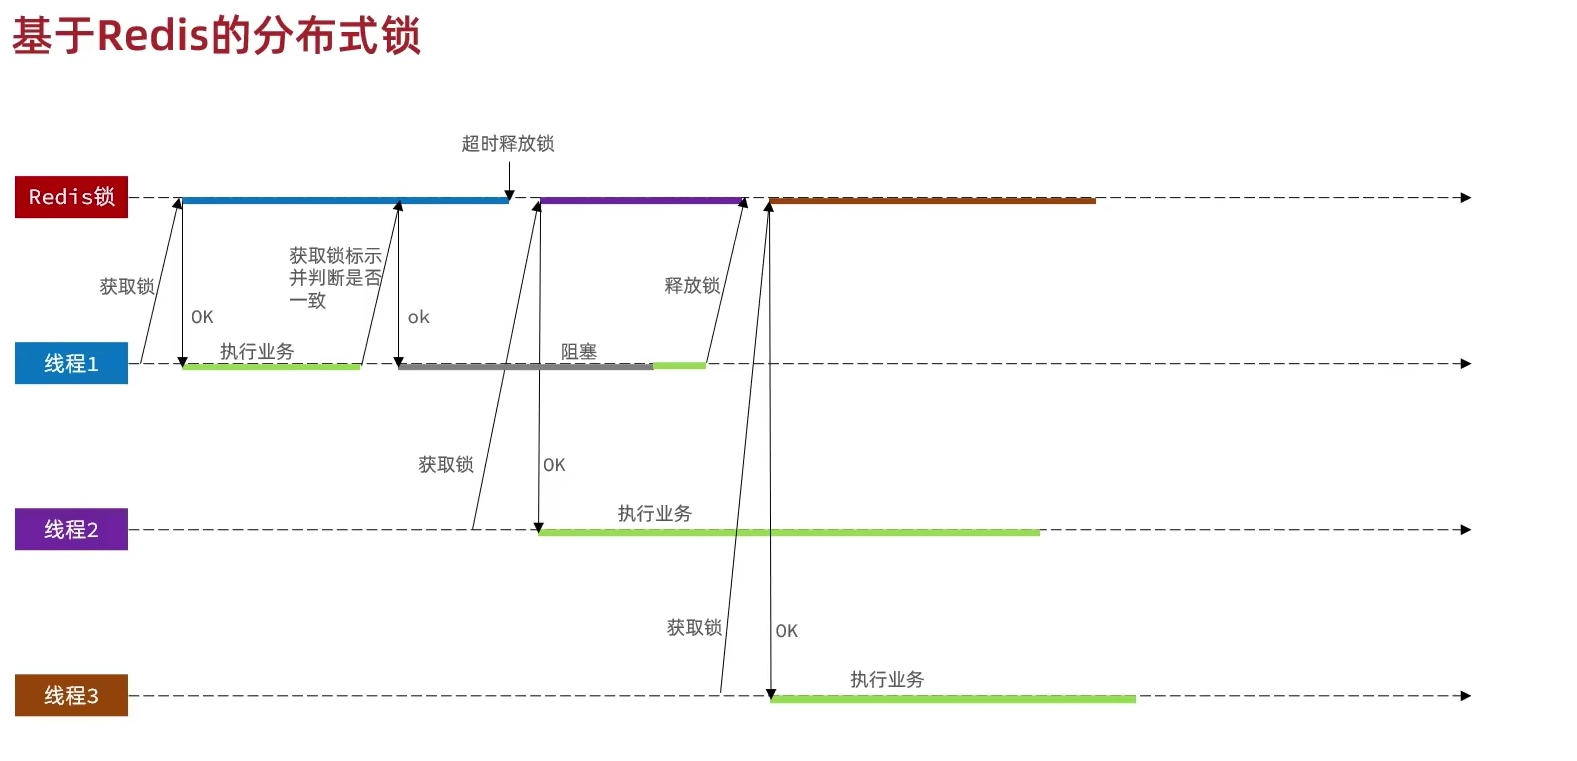 基于Redis的分布式锁
超时释放锁
Redis锁
获取锁标示
并判断是否
一致
获取锁
释放锁
OK
ok
线程1
执行业务
阻塞
获取锁
OK
线程2
执行业务
获取锁
OK
线程3
执行业务